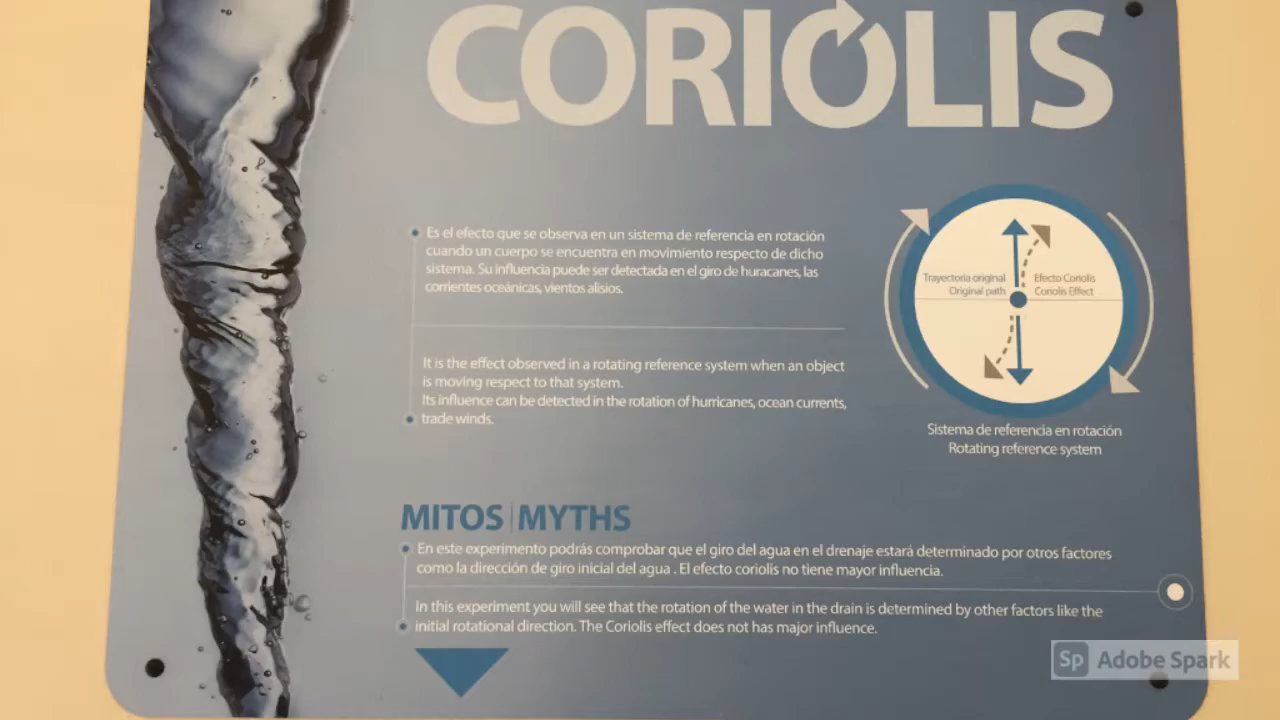 CORIOLIS
Es el efecto que se observa en un sistema de referencia en rotación
cuando un cuerpo se encuentra en movimiento respecto de dicho
sistema. Su influencia puede ser detectada en el giro de huracanes, las
corrientes oceánicas, vientos alisios.
It is the effect observed in a rotating reference system when an object
is moving respect to that system.
Its influence can be detected in the rotation of hurricanes, ocean currents,
trade winds.
Trayectoria original
Original path
Efecto Coriolis
Coriolis Effect
Sistema de referencia en rotación
Rotating reference system
MITOS | MYTHS
En este experimento podrás comprobar que el giro del agua en el drenaje estará determinado por otros factores
como la dirección de giro inicial del agua . El efecto coriolis no tiene mayor influencia.
In this experiment you will see that the rotation of the water in the drain is determined by other factors like the
initial rotational direction. The Coriolis effect does not has major influence.
Sp Adobe Spark